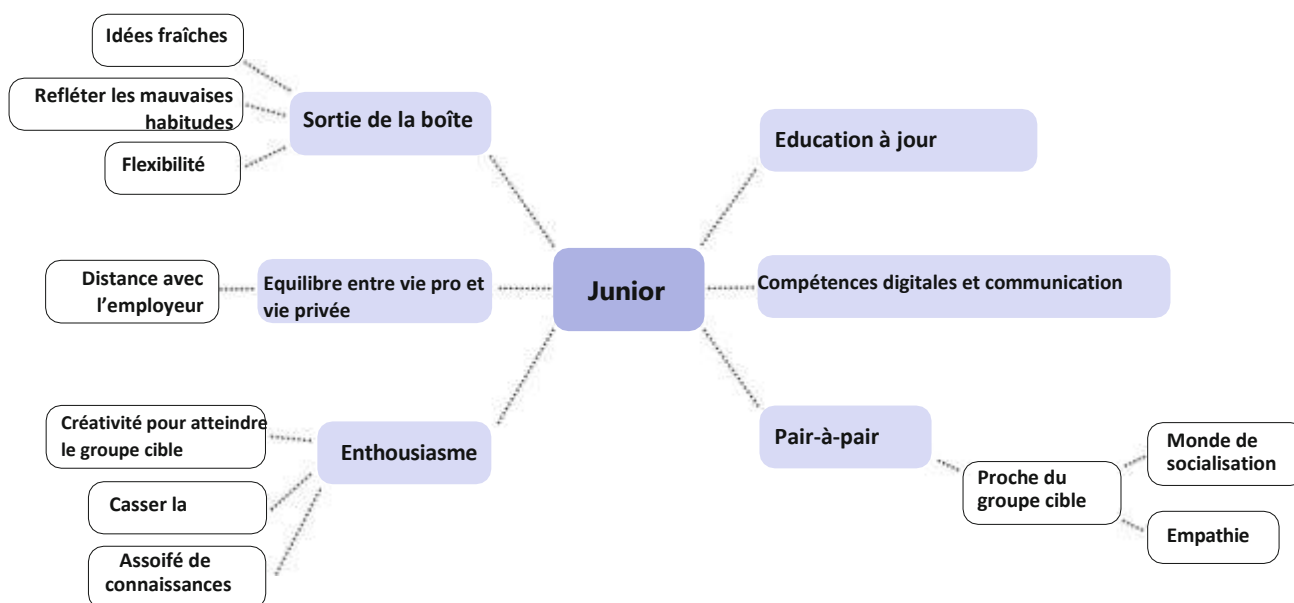 Idées fraîches
Refléter les mauvaises
habitudes
Flexibilité
Sortie de la boîte
Distance avec
l'employeur
Equilibre entre vie pro et
vie privée
Créativité pour atteindre
le groupe cible
Casser la
Assoifé de
connaissances
Enthousiasme
Junior
Education à jour
Compétences digitales et communication
Pair-à-pair
Proche du
groupe cible
Monde de
socialisation
Empathie